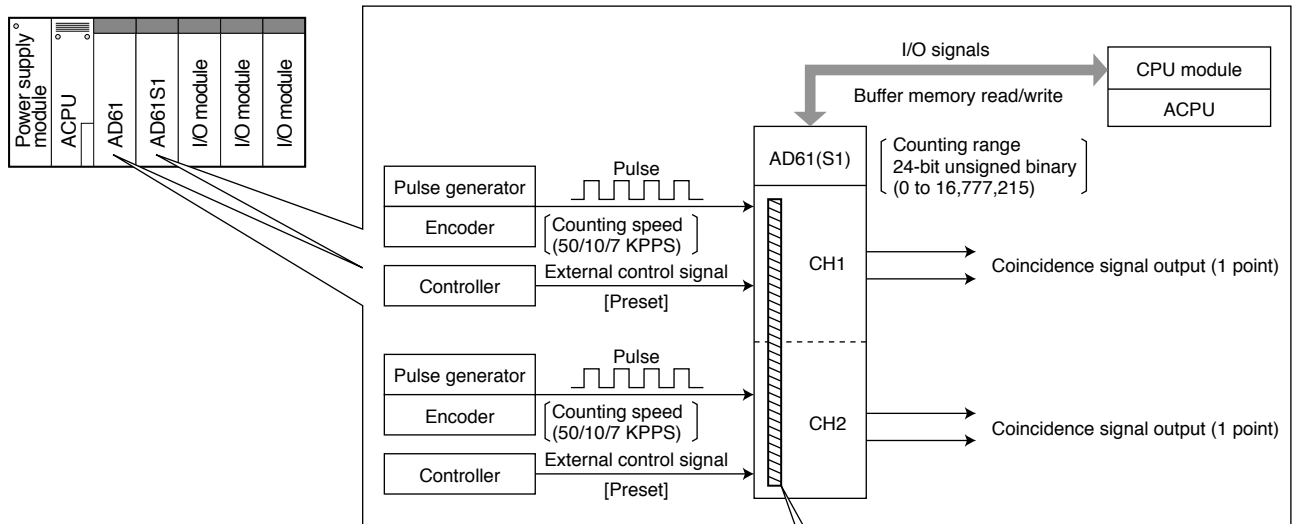 Power supply
module
ACPU
AD61
AD61S1
I/O module
I/O module
I/O module
I/O signals
Buffer memory read/write
CPU module
ACPU
AD61(S1)
Counting range
24-bit unsigned binary
(0 to 16,777,215)
Pulse generator
Encoder
Pulse
Counting speed
(50/10/7 KPPS)
Controller
External control signal
[Preset]
CH1
Coincidence signal output (1 point)
Pulse generator
Encoder
Pulse
Counting speed
(50/10/7 KPPS)
Controller
External control signal
[Preset]
CH2
Coincidence signal output (1 point)